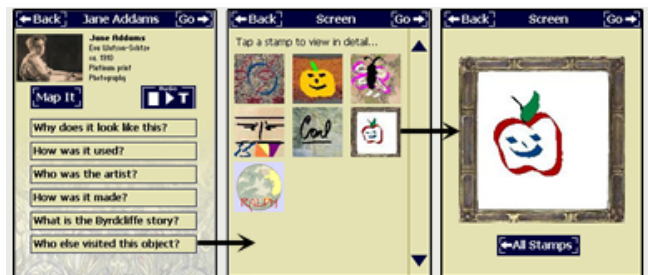 ←Back Jane Addams Go→
Jane Addams
Eva Watson-Schütze
ca. 1910
Platinum print
Photography
Map It
T
Why does it look like this?
How was it used?
Who was the artist?
How was it made?
What is the Byrdcliffe story?
Who else visited this object?
←Back Screen Go→
Tap a stamp to view in detail...
Cool
RALPH
←Back Screen Go→
←All Stamps